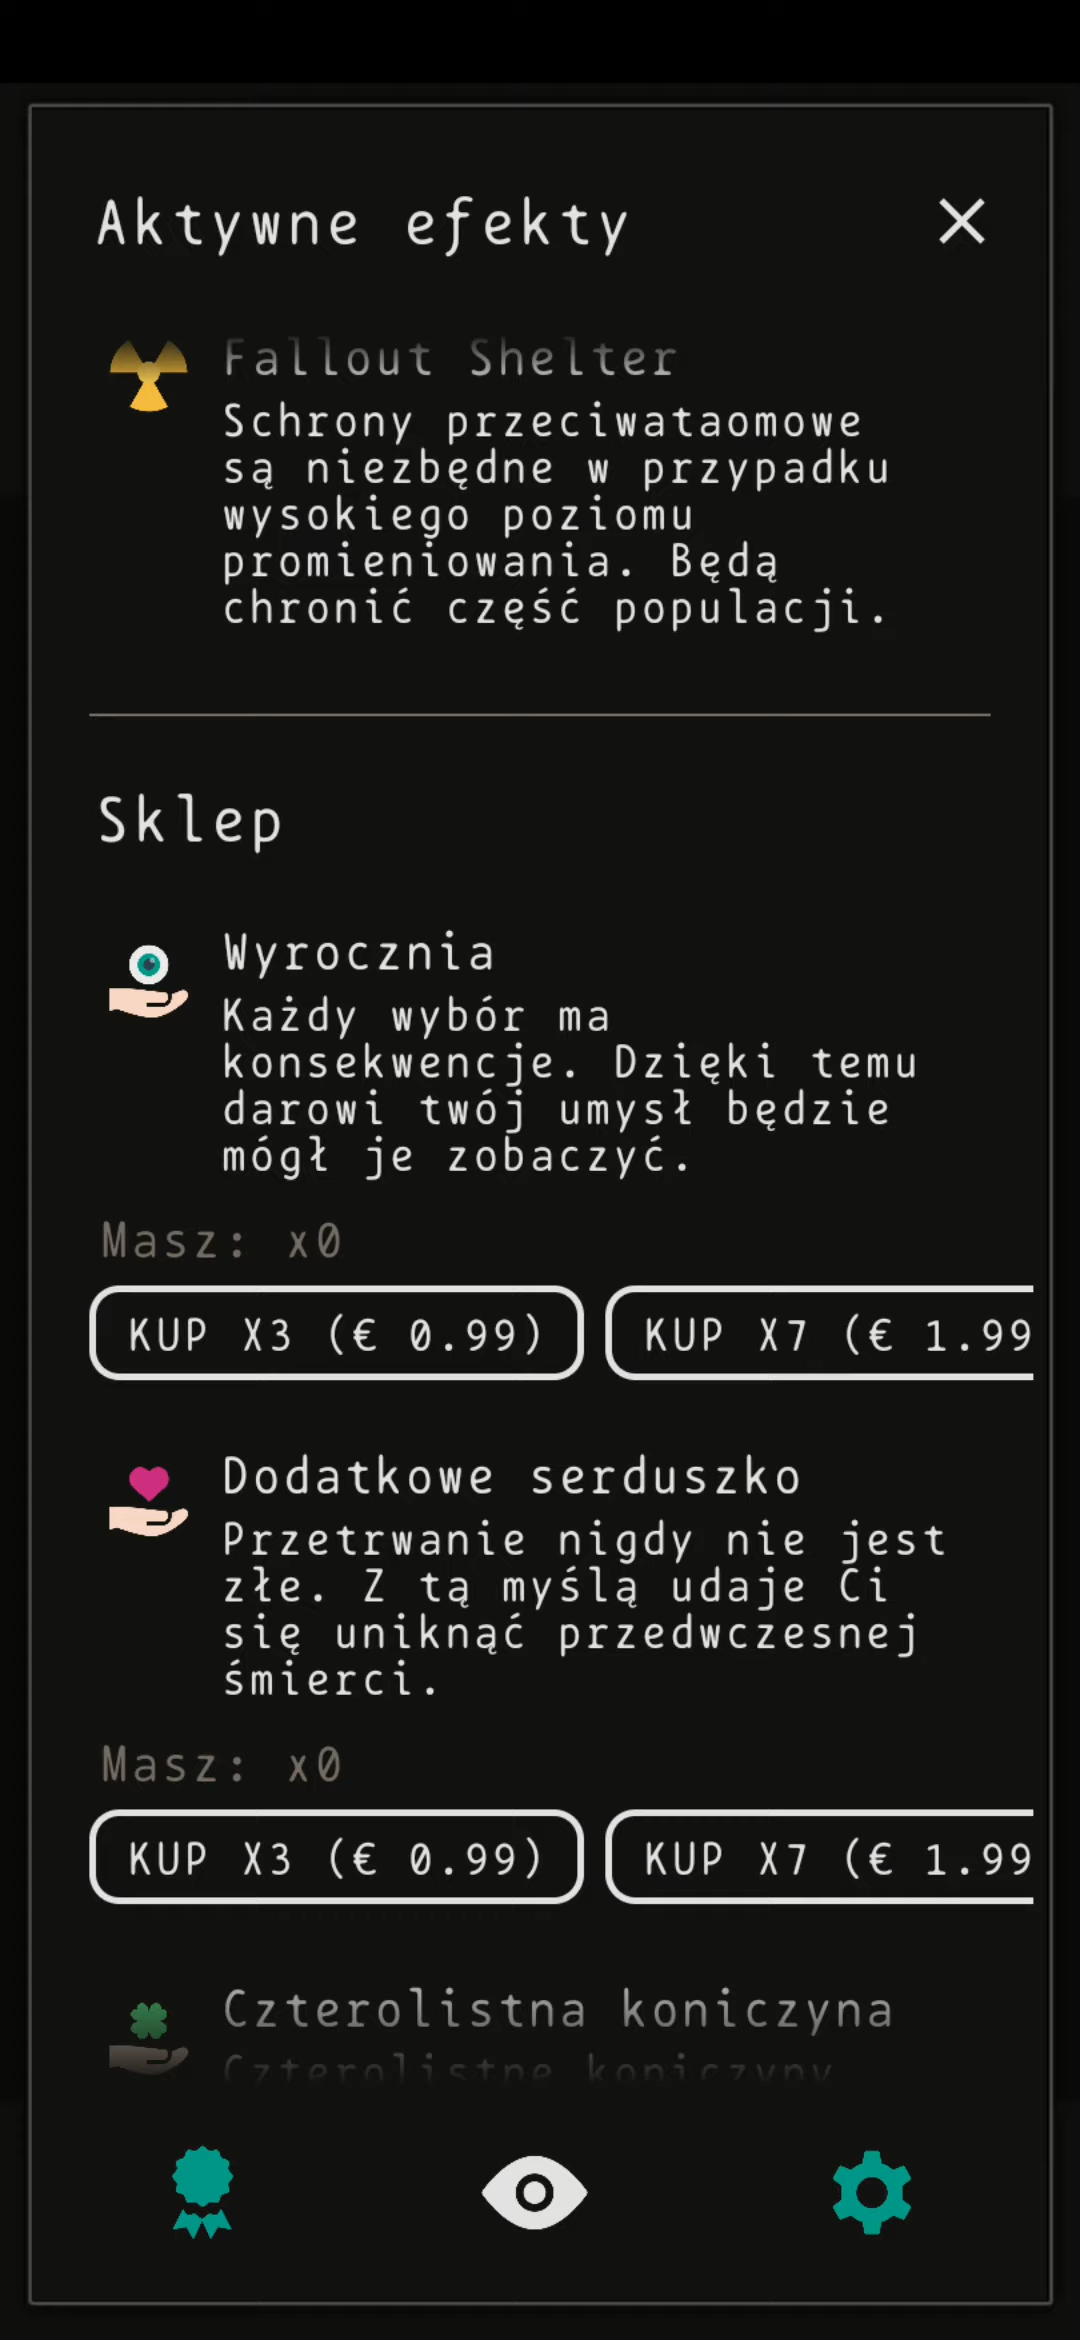 Aktywne efekty
Fallout Shelter
Schrony przeciwataomowe
są niezbędne w przypadku
wysokiego poziomu
promieniowania. Będą
chronić część populacji.
Sklep
Wyrocznia
Każdy wybór ma
konsekwencje. Dzięki temu
darowi twój umysł będzie
mógł je zobaczyć.
Masz: x0
KUP X3 (€ 0.99)
KUP X7 (€ 1.99
Dodatkowe serduszko
Przetrwanie nigdy nie jest
złe. Z tą myślą udaje Ci
się uniknąć przedwczesnej
śmierci.
Masz: x0
KUP X3 (€ 0.99)
KUP X7 (€ 1.99
Czterolistna koniczyna
Czterolistne koniczyny